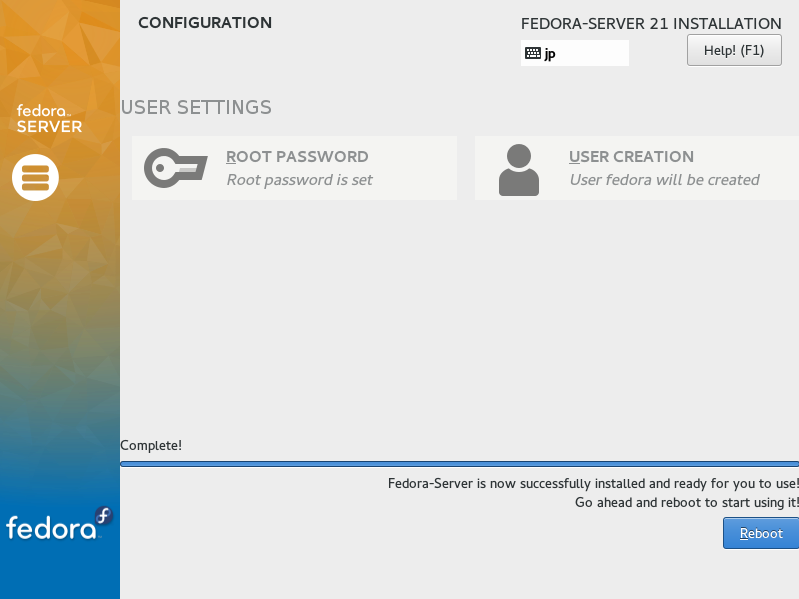 CONFIGURATION
FEDORA-SERVER 21 INSTALLATION
jp
Help! (F1)
fedora
SERVER
USER SETTINGS
ROOT PASSWORD
Root password is set
USER CREATION
User fedora will be created
Complete!
Fedora-Server is now successfully installed and ready for you to use!
Go ahead and reboot to start using it!
fedora
Reboot